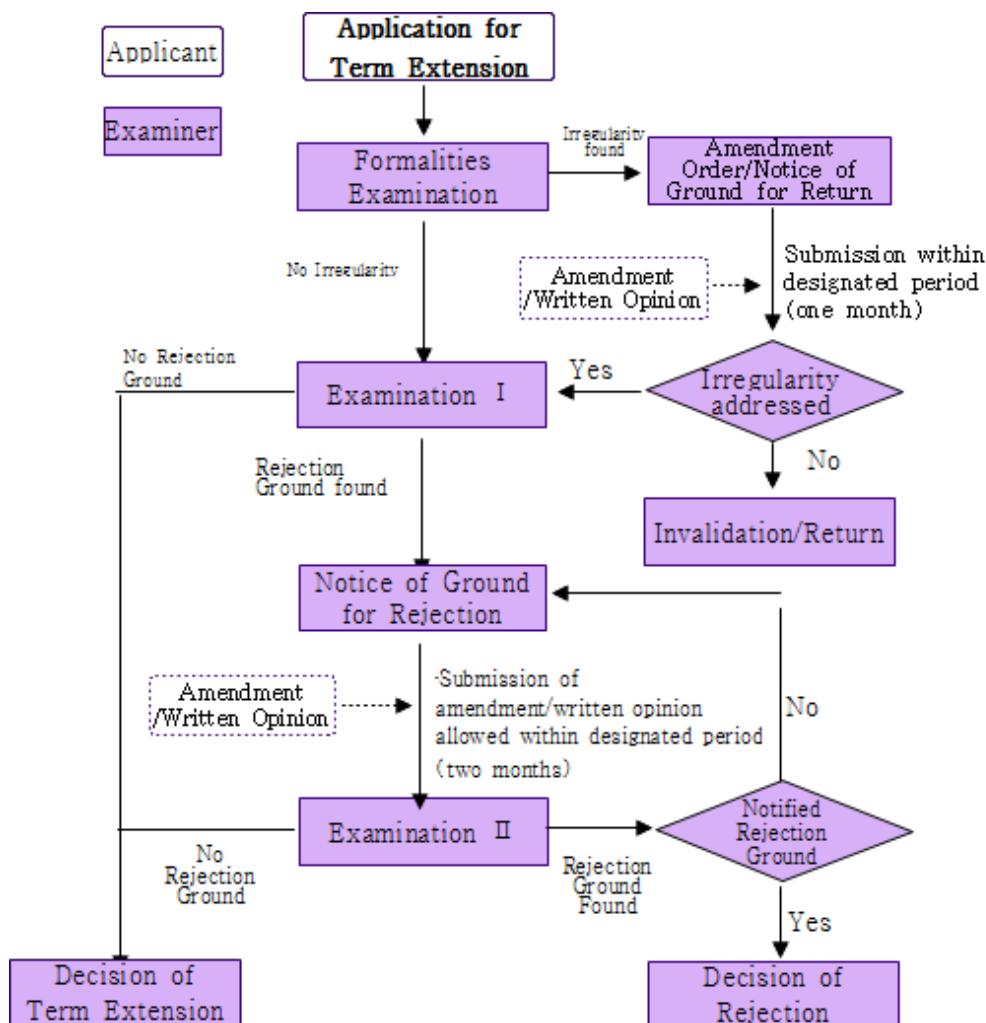 Applicant
Examiner
Application for
Term Extension
Formalities
Examination
Irregularity
found
Amendment
Order/Notice of
Ground for Return
No Irregularity
Amendment
/Written Opinion
Submission within
designated period
(one month)
No Rejection
Ground
Examination Ⅰ
Yes
Irregularity
addressed
Rejection
Ground found
No
Invalidation/Return
Notice of Ground
for Rejection
Amendment
/Written Opinion
-Submission of
amendment/written opinion
allowed within designated period
(two months)
No
Examination Ⅱ
Notified
Rejection
Ground
No
Rejection
Ground
Rejection
Ground
Found
Yes
Decision of
Term Extension
Decision of
Rejection